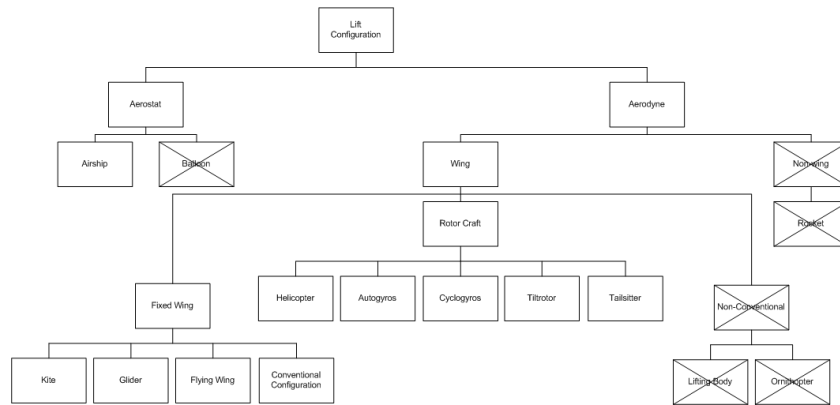 Lift
Configuration
Aerostat
Aerodyne
Airship
Balloon
Wing
Non-wing
Rotor Craft
Rocket
Fixed Wing
Helicopter
Autogyros
Cyclogyros
Tiltrotor
Tailsitter
Non-Conventional
Kite
Glider
Flying Wing
Conventional
Configuration
Lifting Body
Ornithopter